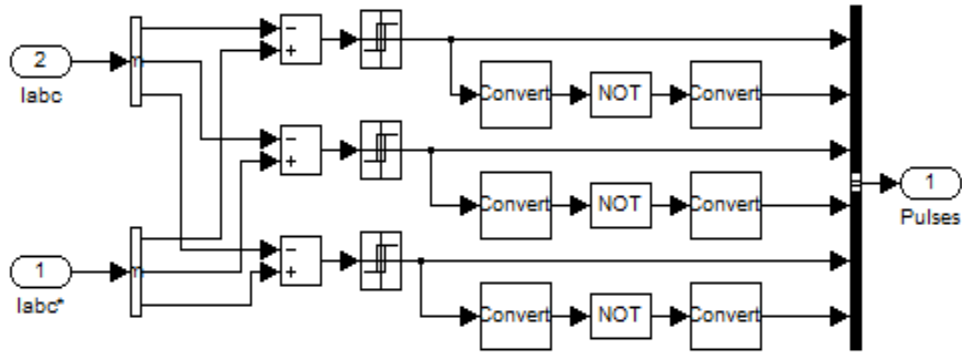 2
Iabc
m
− +
Convert NOT Convert
− +
Convert NOT Convert
1
Pulses
1
Iabc*
m
− +
Convert NOT Convert